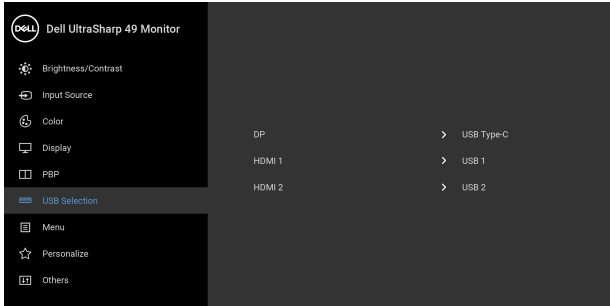 DELL Dell UltraSharp 49 Monitor
Brightness/Contrast
Input Source
Color
Display
PBP
USB Selection
Menu
Personalize
Others
DP > USB Type-C
HDMI 1 > USB 1
HDMI 2 > USB 2